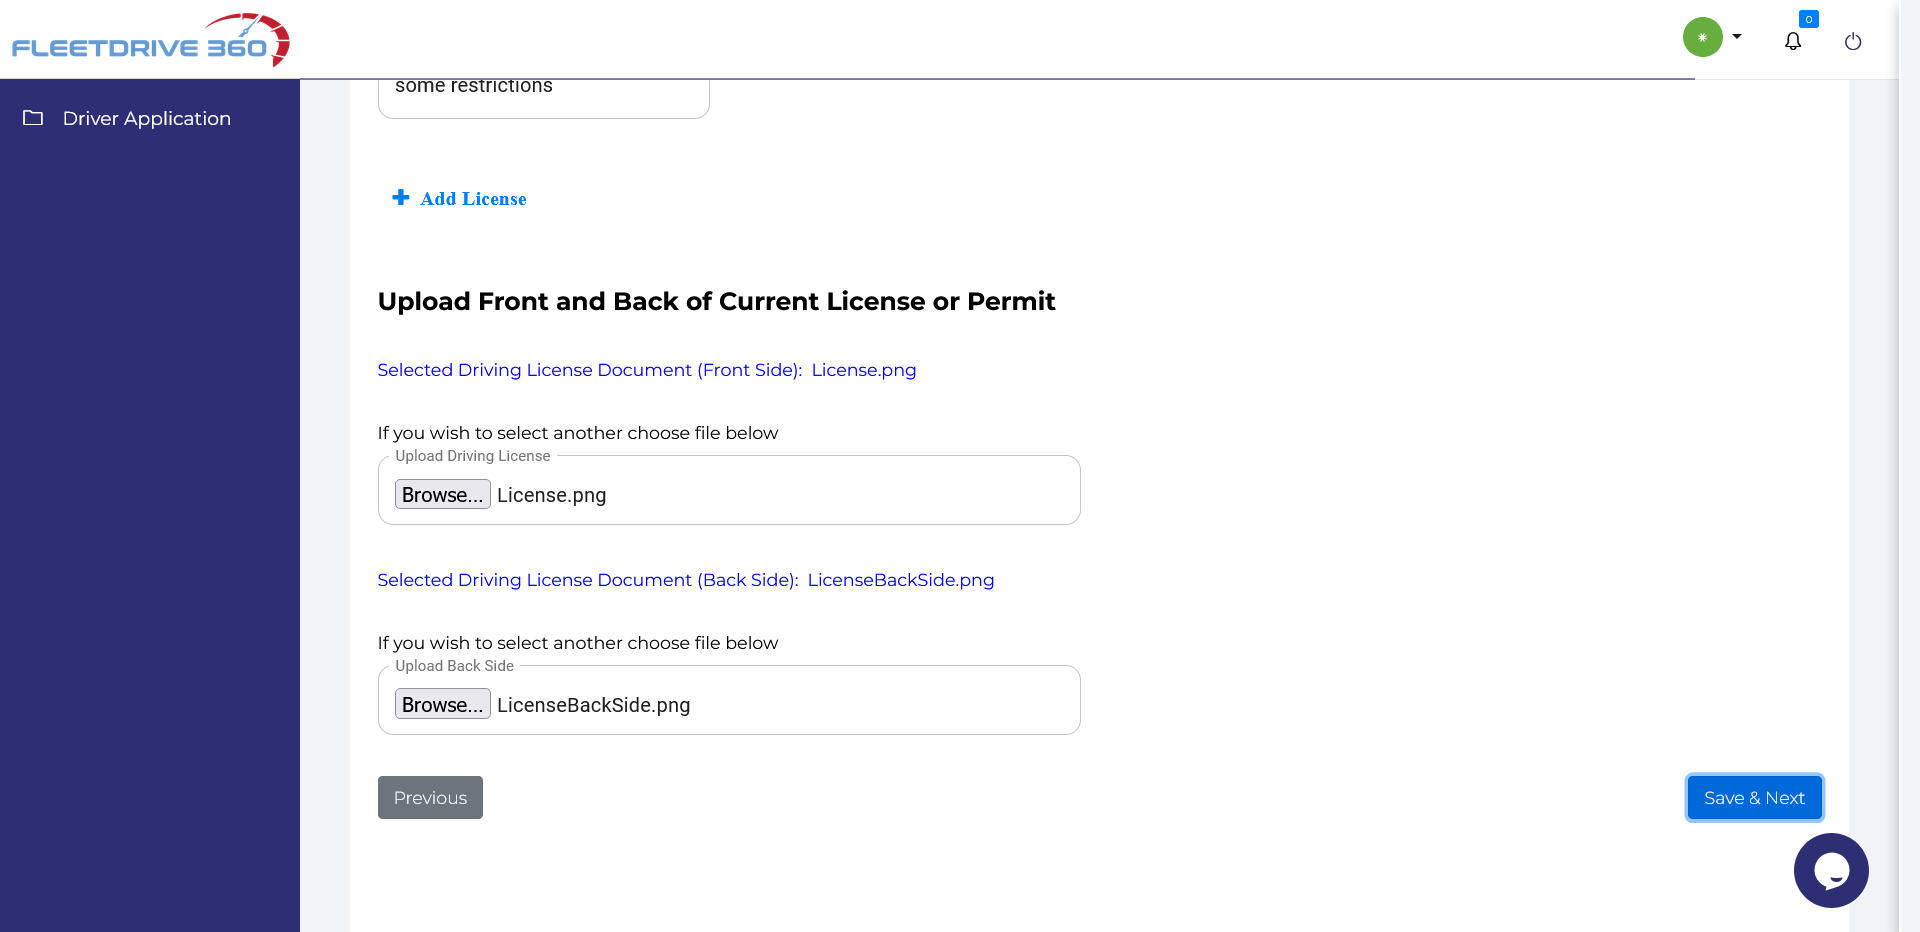 FLEETDRIVE 360
0
Driver Application
some restrictions
Add License
Upload Front and Back of Current License or Permit
Selected Driving License Document (Front Side): License.png
If you wish to select another choose file below
Upload Driving License
Browse... License.png
Selected Driving License Document (Back Side): LicenseBackSide.png
If you wish to select another choose file below
Upload Back Side
Browse... LicenseBackSide.png
Previous
Save & Next